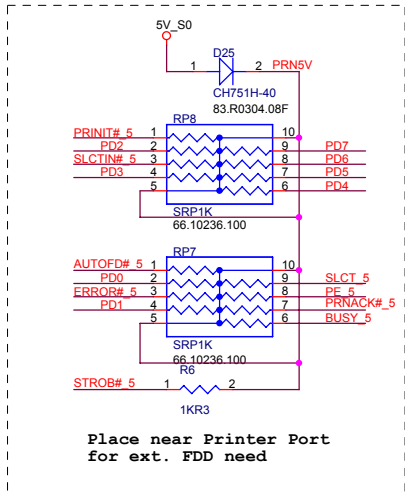 5V_S0
D25
1 2 PRN5V
CH751H-40
83.R0304.08F
RP8
PRINIT#_5 1 10
PD2 2 9 PD7
SLCTIN#_5 3 8 PD6
PD3 4 7 PD5
5 6 PD4
SRP1K
66.10236.100
RP7
AUTOFD#_5 1 10
PD0 2 9 SLCT_5
ERROR#_5 3 8 PE_5
PD1 4 7 PRNACK#_5
5 6 BUSY_5
SRP1K
66.10236.100
R6
STROB#_5 1 2
1KR3
Place near Printer Port
for ext. FDD need